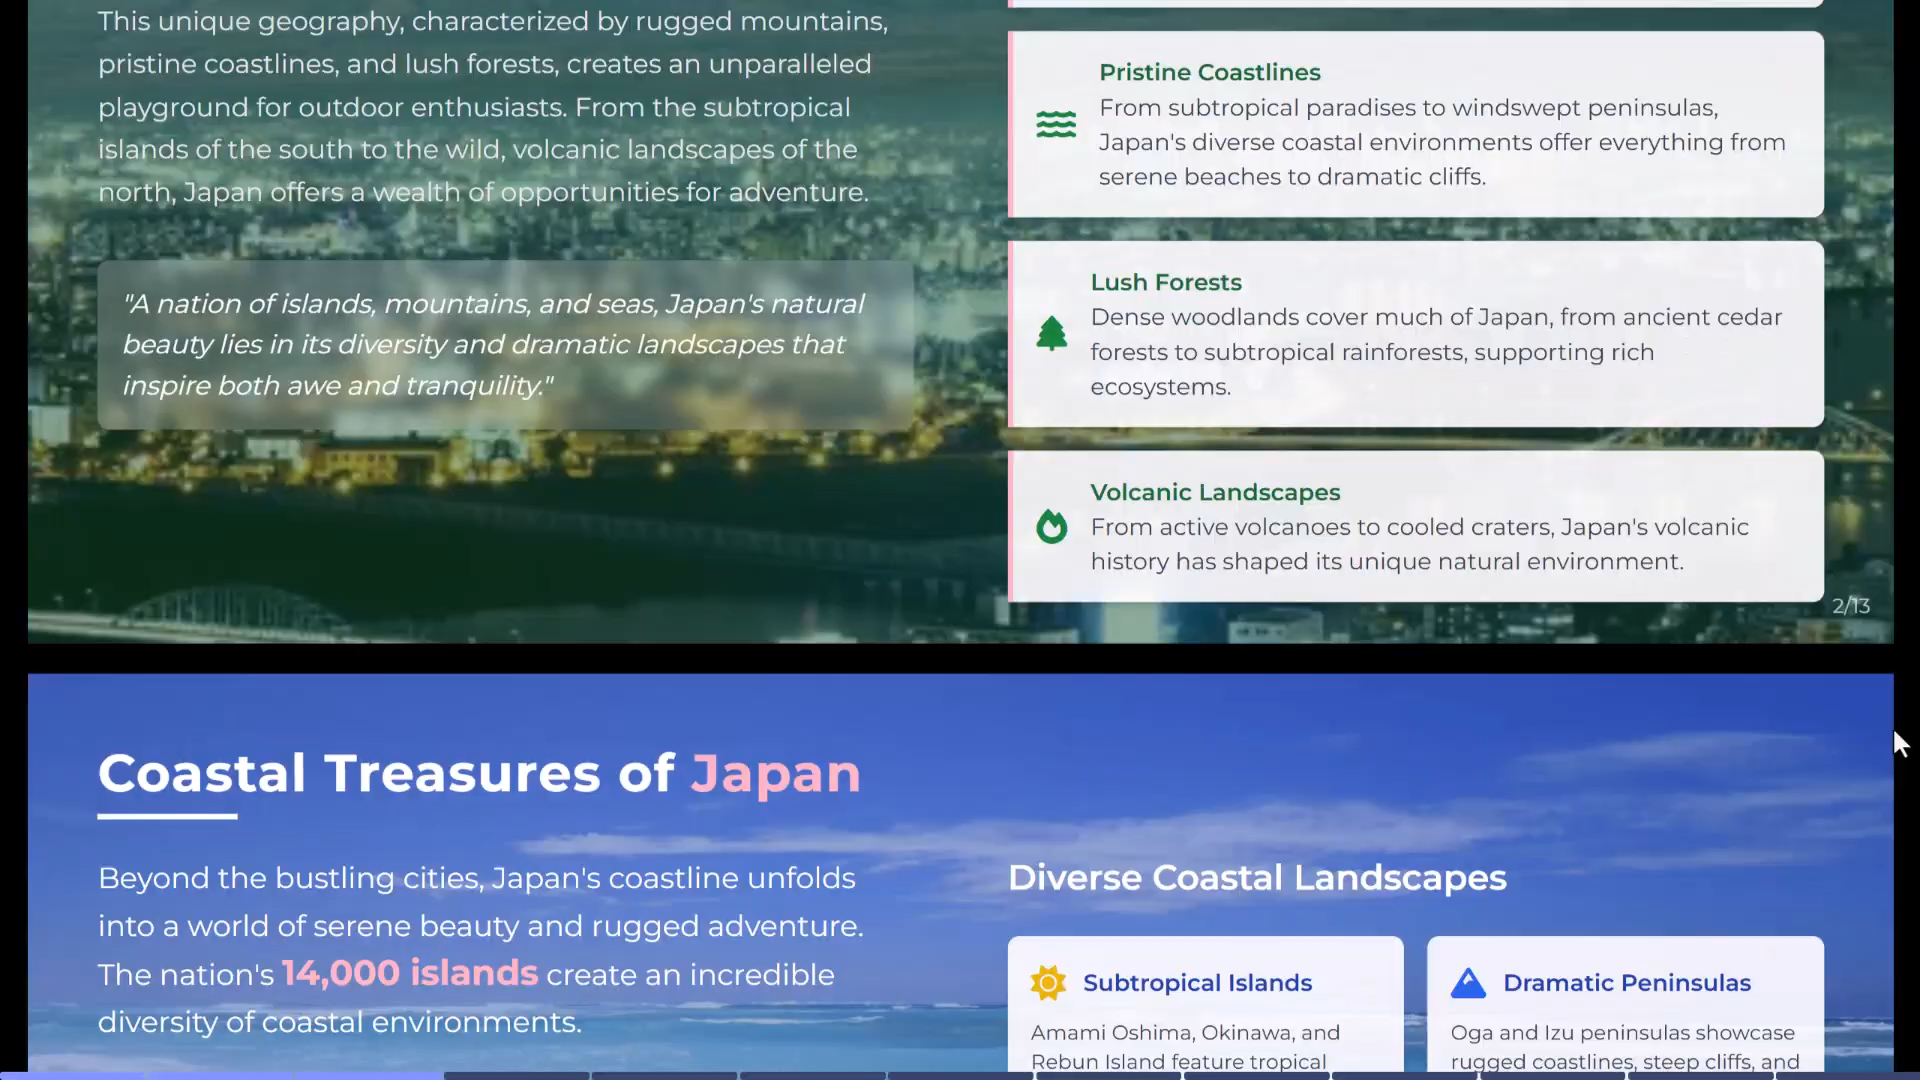 This unique geography, characterized by rugged mountains,
pristine coastlines, and lush forests, creates an unparalleled
playground for outdoor enthusiasts. From the subtropical
islands of the south to the wild, volcanic landscapes of the
north, Japan offers a wealth of opportunities for adventure.
"A nation of islands, mountains, and seas, Japan's natural
beauty lies in its diversity and dramatic landscapes that
inspire both awe and tranquility."
Pristine Coastlines
From subtropical paradises to windswept peninsulas,
Japan's diverse coastal environments offer everything from
serene beaches to dramatic cliffs.
Lush Forests
Dense woodlands cover much of Japan, from ancient cedar
forests to subtropical rainforests, supporting rich
ecosystems.
Volcanic Landscapes
From active volcanoes to cooled craters, Japan's volcanic
history has shaped its unique natural environment.
2/13
Coastal Treasures of Japan
Beyond the bustling cities, Japan's coastline unfolds
into a world of serene beauty and rugged adventure.
The nation's 14,000 islands create an incredible
diversity of coastal environments.
Diverse Coastal Landscapes
Subtropical Islands
Amami Oshima, Okinawa, and
Rebun Island feature tropical
Dramatic Peninsulas
Oga and Izu peninsulas showcase
rugged coastlines, steep cliffs, and